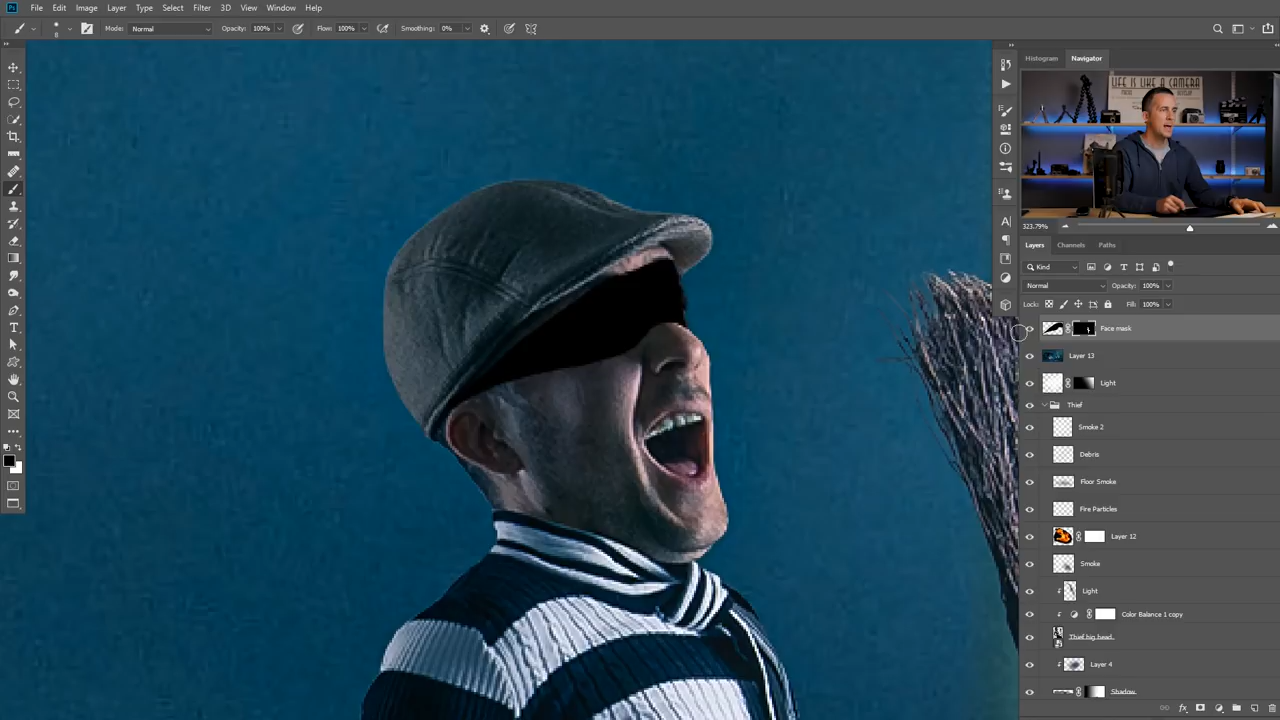 File Edit Image Layer Type Select Filter 3D View Window Help
Mode: Normal Opacity: 100% Flow: 100% Smoothing: 0%
Histogram Navigator
LIFE IS LIKE A CAMERA
323.79%
Layers Channels Paths
Kind
Normal Opacity: 100%
Lock: Fill: 100%
Face mask
Layer 13
Light
Thief
Smoke 2
Debris
Floor Smoke
Fire Particles
Layer 12
Smoke
Light
Color Balance 1 copy
Thief big head
Layer 4
Shadow